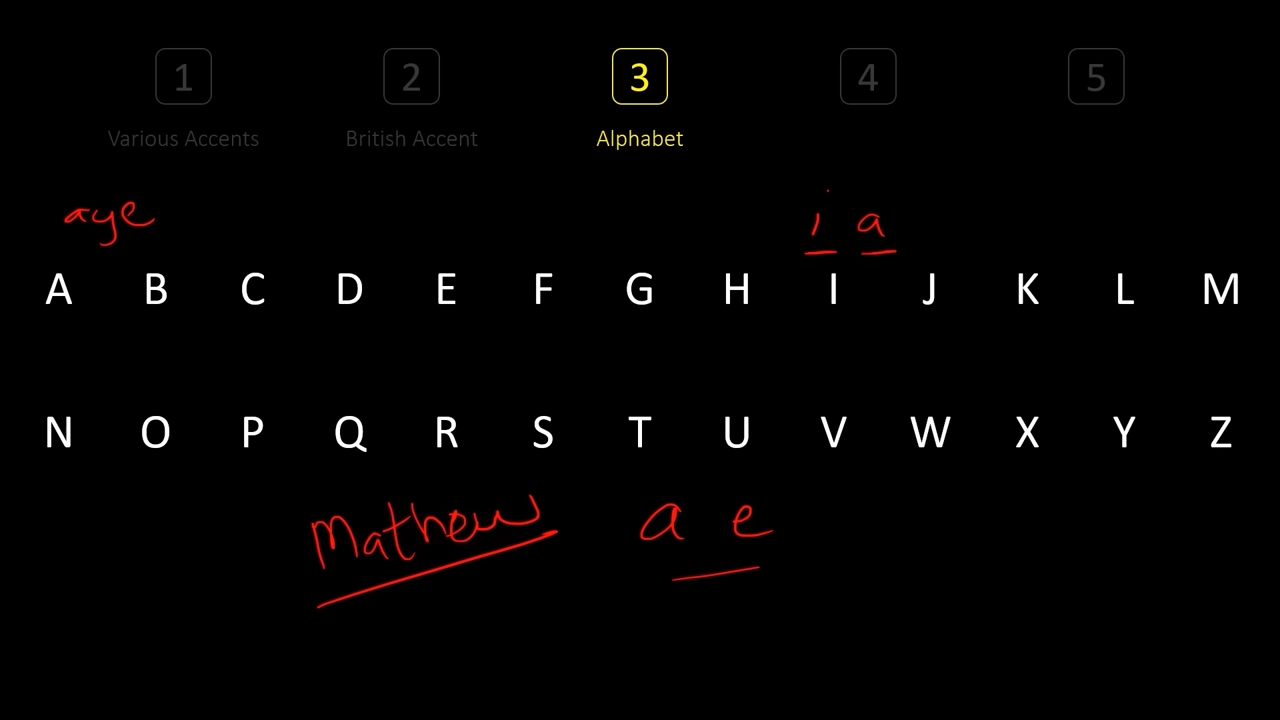 1 2 3 4 5
Various Accents British Accent Alphabet
aye i a
A B C D E F G H I J K L M
N O P Q R S T U V W X Y Z
Mathew a e